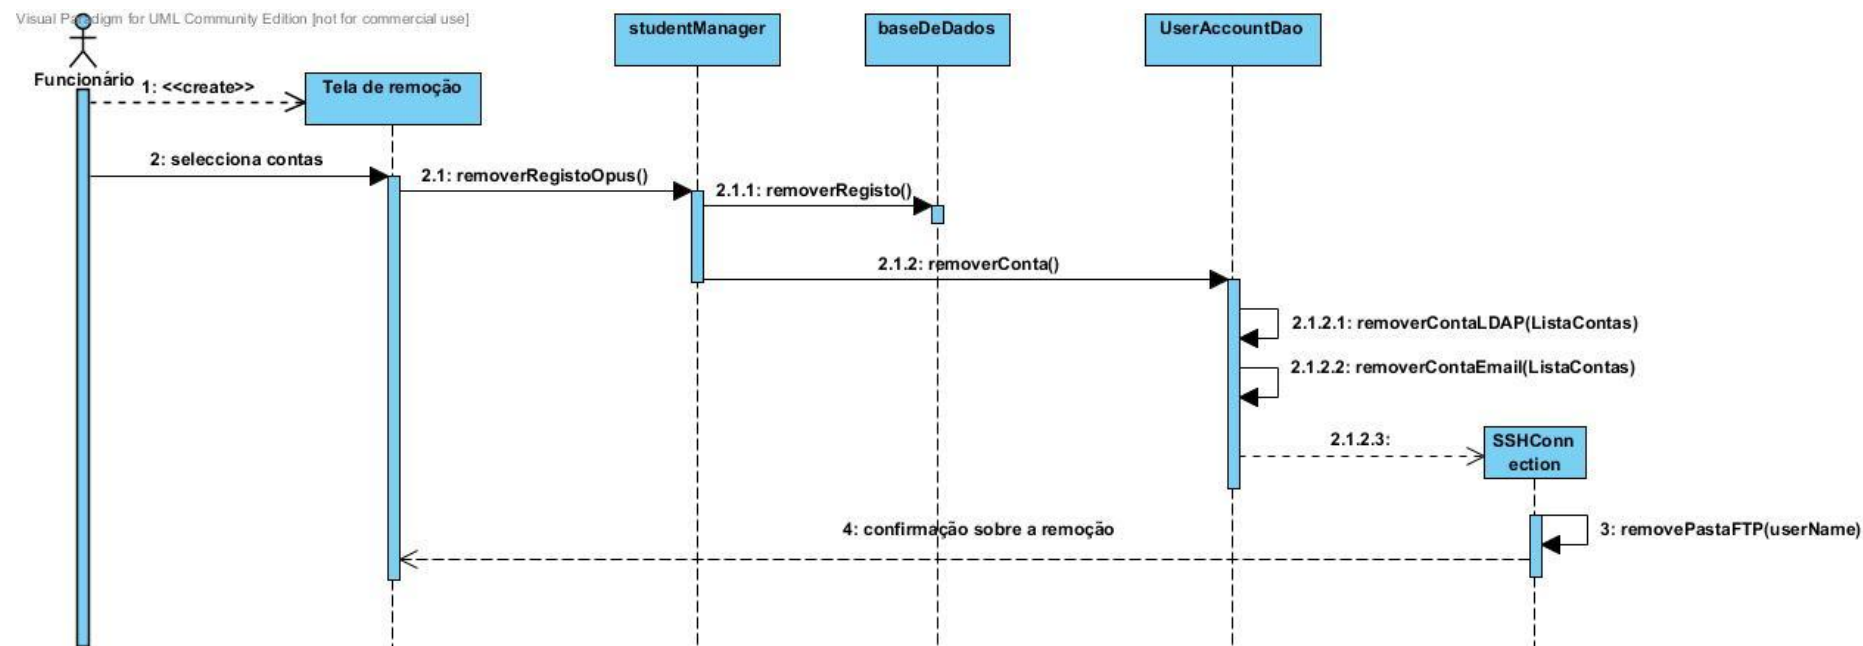 Visual Paradigm for UML Community Edition [not for commercial use]
studentManager
baseDeDados
UserAccountDao
Funcionário
1: <<create>>
Tela de remoção
2: selecciona contas
2.1: removerRegistoOpus()
2.1.1: removerRegisto()
2.1.2: removerConta()
2.1.2.1: removerContaLDAP(ListaContas)
2.1.2.2: removerContaEmail(ListaContas)
2.1.2.3:
SSHConn
ection
4: confirmação sobre a remoção
3: removePastaFTP(userName)